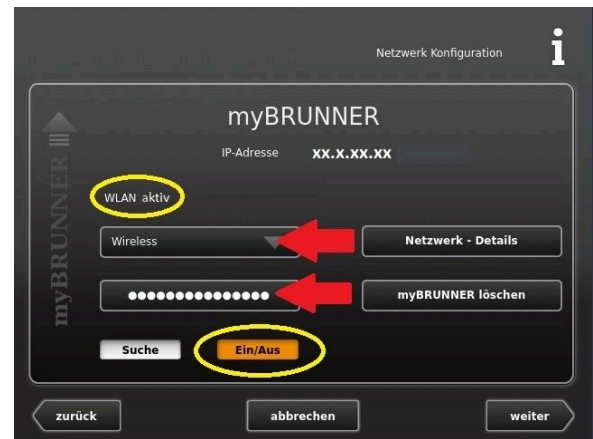 Netzwerk Konfiguration
i
myBRUNNER
IP-Adresse xx.x.xx.xx
myBRUNNER
WLAN aktiv
Wireless
Netzwerk - Details
●●●●●●●●●●●●●●●
myBRUNNER löschen
Suche
Ein/Aus
zurück
abbrechen
weiter